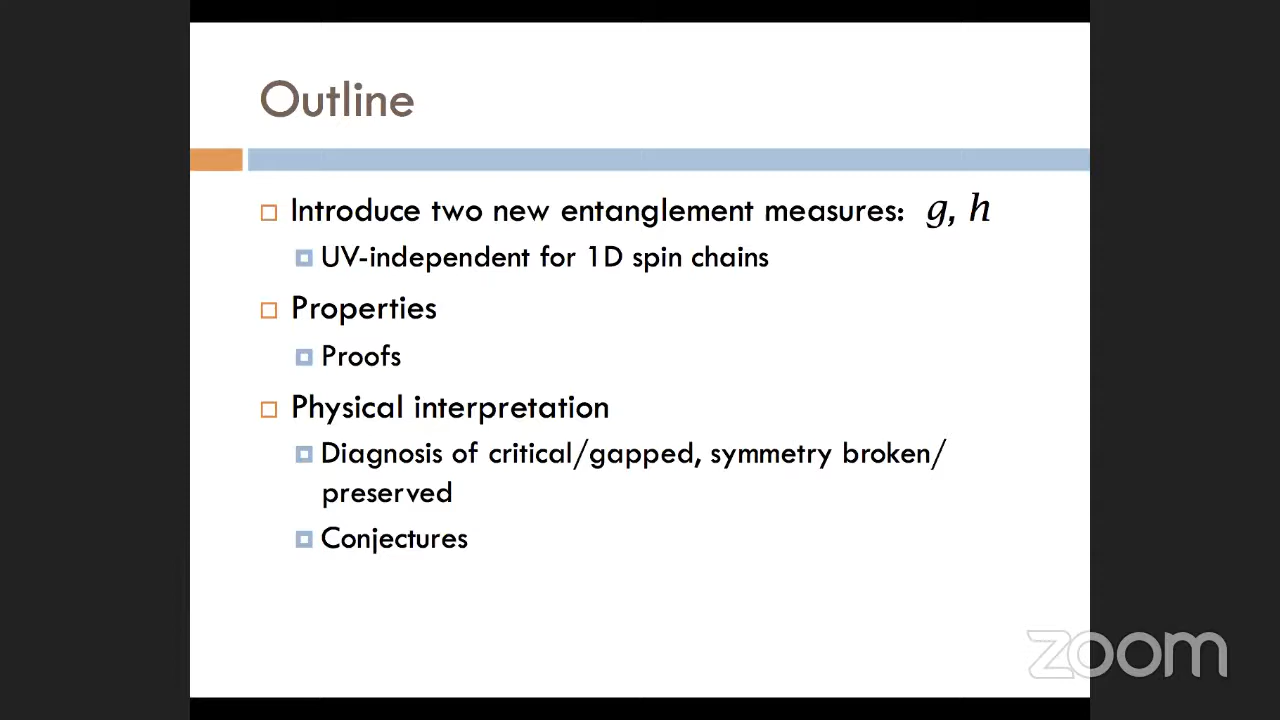 Outline
Introduce two new entanglement measures: g, h
UV-independent for 1D spin chains
Properties
Proofs
Physical interpretation
Diagnosis of critical/gapped, symmetry broken/
preserved
Conjectures
zoom